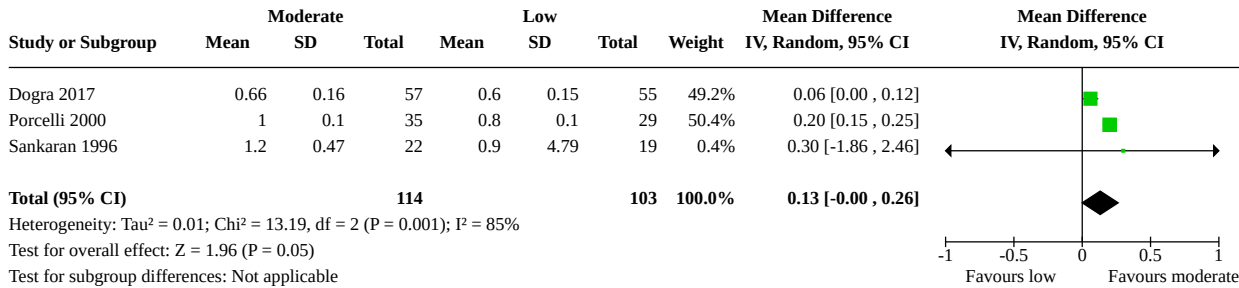 Moderate Low Mean Difference Mean Difference
Study or Subgroup Mean SD Total Mean SD Total Weight IV, Random, 95% CI IV, Random, 95% CI
Dogra 2017 0.66 0.16 57 0.6 0.15 55 49.2% 0.06 [0.00 , 0.12]
Porcelli 2000 1 0.1 35 0.8 0.1 29 50.4% 0.20 [0.15 , 0.25]
Sankaran 1996 1.2 0.47 22 0.9 4.79 19 0.4% 0.30 [-1.86 , 2.46]
Total (95% CI) 114 103 100.0% 0.13 [-0.00 , 0.26]
Heterogeneity: Tau² = 0.01; Chi² = 13.19, df = 2 (P = 0.001); I² = 85%
Test for overall effect: Z = 1.96 (P = 0.05)
-1 -0.5 0 0.5 1
Test for subgroup differences: Not applicable
Favours low Favours moderate